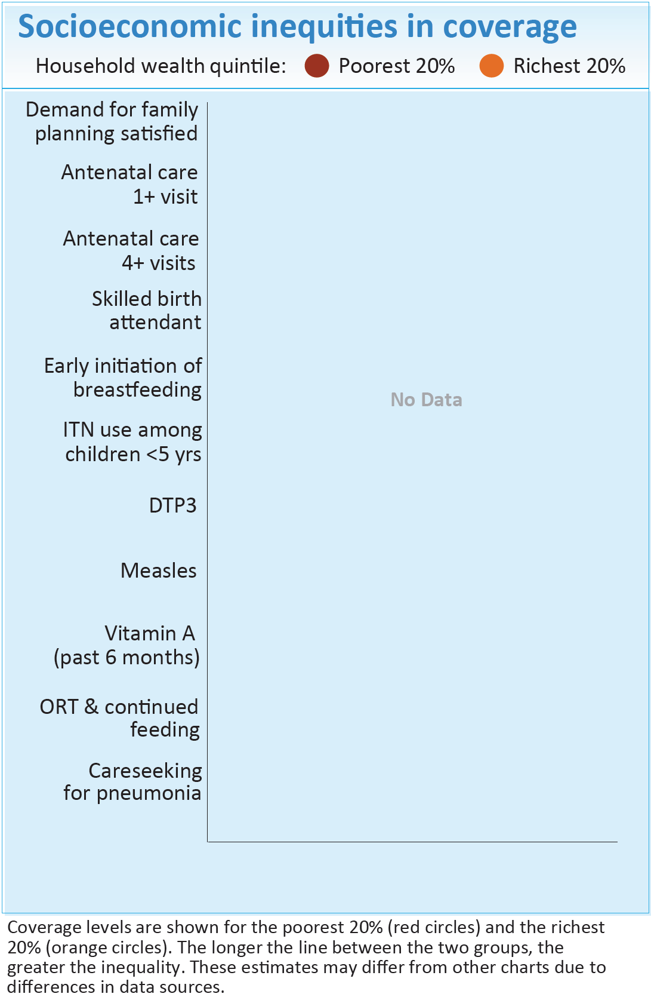 Socioeconomic inequities in coverage
Household wealth quintile: Poorest 20% Richest 20%
Demand for family
planning satisfied
Antenatal care
1+ visit
Antenatal care
4+ visits
Skilled birth
attendant
Early initiation of
breastfeeding
No Data
ITN use among
children <5 yrs
DTP3
Measles
Vitamin A
(past 6 months)
ORT & continued
feeding
Careseeking
for pneumonia
Coverage levels are shown for the poorest 20% (red circles) and the richest
20% (orange circles). The longer the line between the two groups, the
greater the inequality. These estimates may differ from other charts due to
differences in data sources.